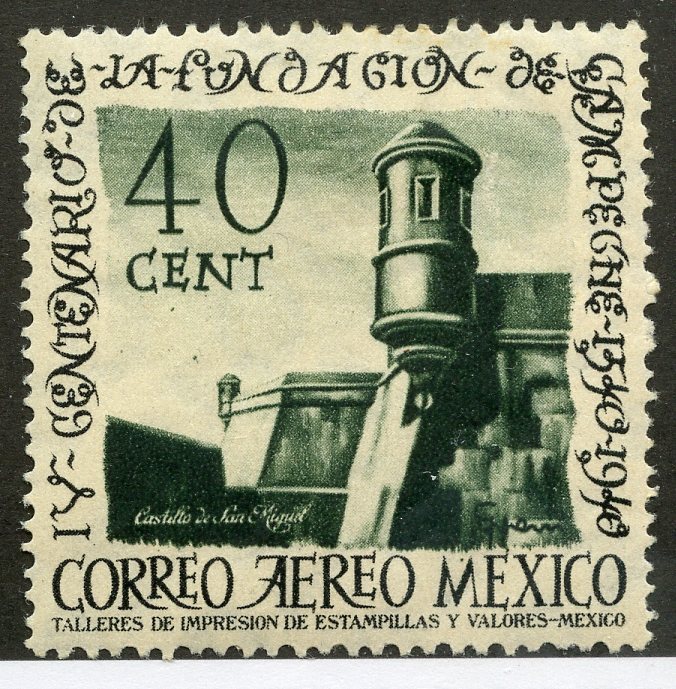 IV-CENTENARIO-DE
-LA-FUNDACION-DE
CAMPECHE-1540-1940
40
CENT
Castillo de San Miguel
CORREO AEREO MEXICO
TALLERES DE IMPRESION DE ESTAMPILLAS Y VALORES-MEXICO